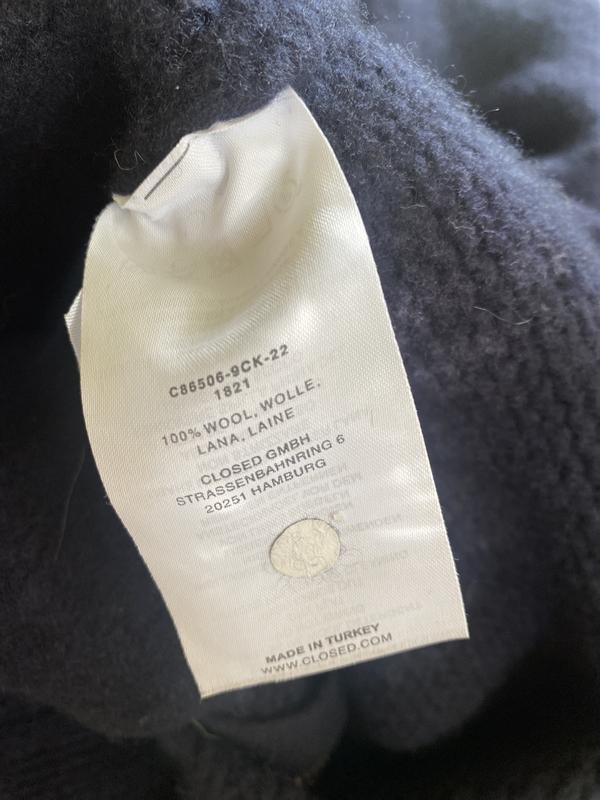 C86506-9CK-22
1821
100% WOOL, WOLLE,
LANA, LAINE
CLOSED GMBH
STRASSENBAHNRING 6
20251 HAMBURG
MADE IN TURKEY
WWW.CLOSED.COM